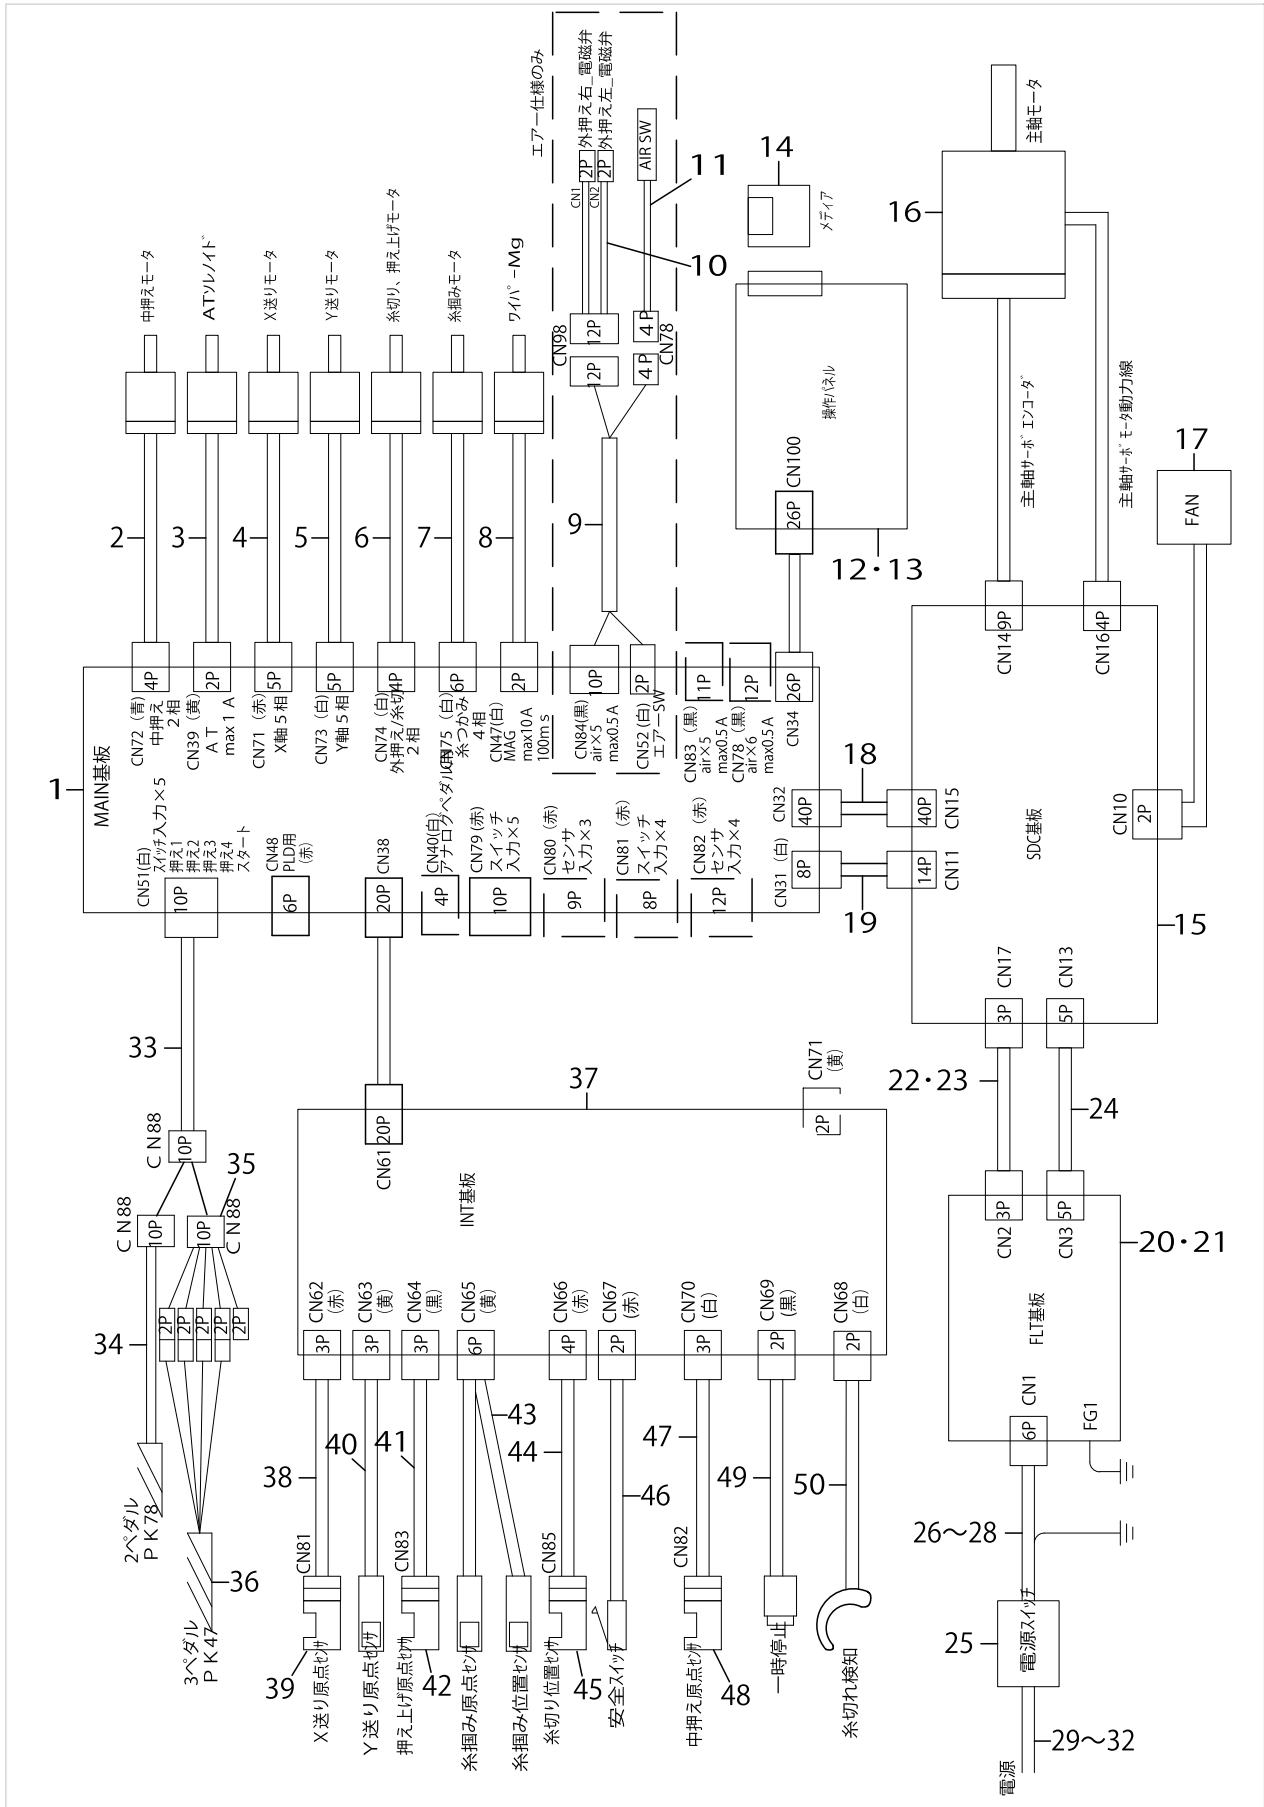 エアー仕様のみ
外押え右_電磁弁
外押え左_電磁弁
CN1
2P
CN2
2P
AIR SW
11
10
14
メディア
主軸モータ
16
中押えモータ
ATソレノイド
X送りモータ
Y送りモータ
糸切り、押え上げモータ
糸掴みモータ
ワイパ゜ーMg
CN98
12P
12P
4P
4P
CN78
操作パネル
CN100
26P
12・13
主軸サーボエンコーダ
主軸サーボモータ動力線
17
FAN
2
3
4
5
6
7
8
9
1
MAIN基板
4P
CN72 (青)
中押え
2相
2P
CN39 (黄)
AT
max1A
5P
CN71 (赤)
X軸5相
5P
CN73 (白)
Y軸5相
4P
CN74 (白)
外押え/糸切
2相
6P
CN75 (白)
糸つかみ
4相
2P
CN47(白)
MAG
max10A
100ms
10P
CN84(黒)
air×5
max0.5A
2P
CN52 (白)
エアーSW
11P
CN83 (黒)
air×5
max0.5A
12P
CN78 (黒)
air×6
max0.5A
26P
CN34
CN51(白)
スイッチ入力×5
押え1
押え2
押え3
押え4
スタート
10P
CN48
PLD用
(赤)
6P
CN38
20P
CN40(白)
アナログペダル用
4P
CN79 (赤)
スイッチ
入力×5
10P
CN80 (赤)
センサ
入力×3
9P
CN81 (赤)
スイッチ
入力×4
8P
CN82 (赤)
センサ
入力×4
12P
CN32
40P
18
40P
CN15
CN31 (白)
8P
19
14P
CN11
SDC基板
CN149P
CN164P
CN10
2P
15
CN17
3P
CN13
5P
22・23
24
CN2
3P
CN3
5P
20・21
FLT基板
CN1
6P
FG1
26～28
25
電源スイッチ
29～32
電源
33
CN88
10P
35
CN88
10P
10P
CN88
2P
2P
2P
2P
2P
34
2ペダル
PK78
36
3ペダル
PK47
37
CN61
20P
CN71
(黄)
2P
INT基板
CN62
(赤)
3P
CN63
(黄)
3P
CN64
(黒)
3P
CN65
(黄)
6P
CN66
(赤)
4P
CN67
(赤)
2P
CN70
(白)
3P
CN69
(黒)
2P
CN68
(白)
2P
38
40
41
43
44
46
47
49
50
CN81
39
X送り原点センサ
Y送り原点センサ
CN83
42
押え上げ原点センサ
糸掴み原点センサ
糸掴み位置センサ
CN85
45
糸切り位置センサ
安全スイッチ
CN82
48
中押え原点センサ
一時停止
糸切れ検知